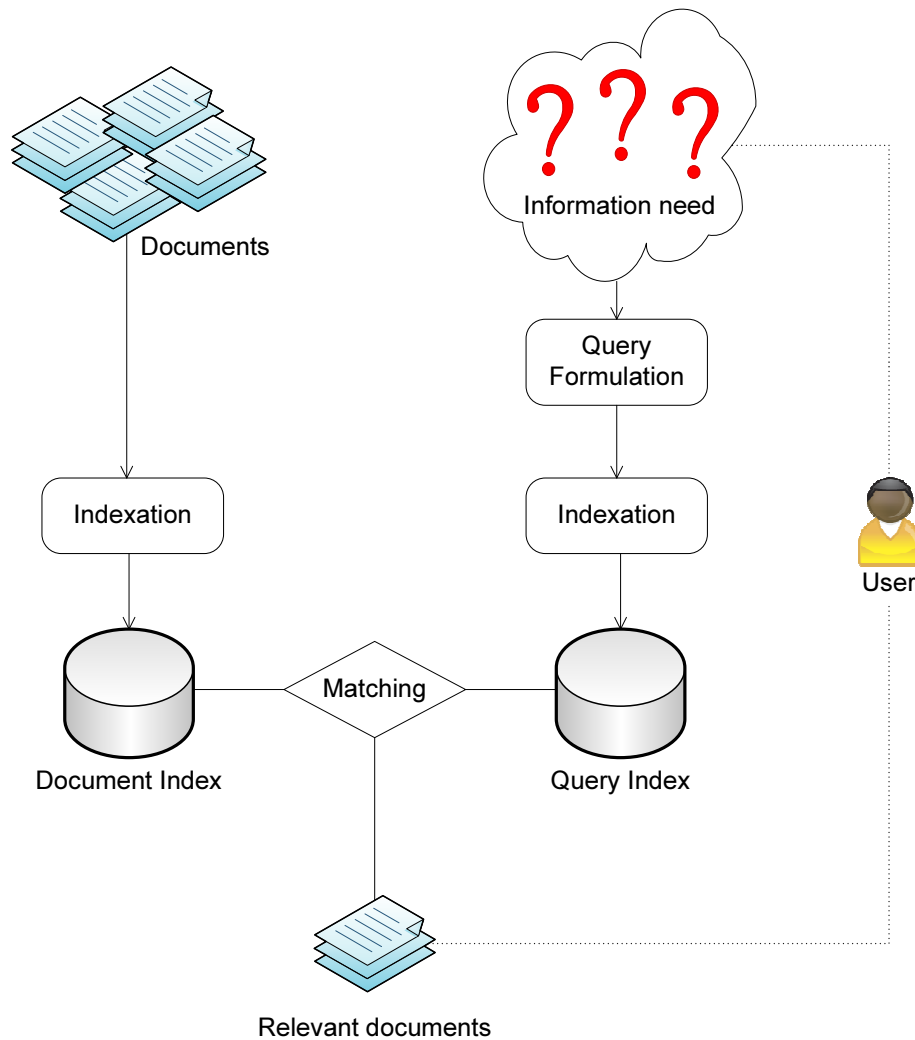 ? ? ?
Information need
Documents
Query
Formulation
Indexation
Indexation
User
Matching
Document Index
Query Index
Relevant documents